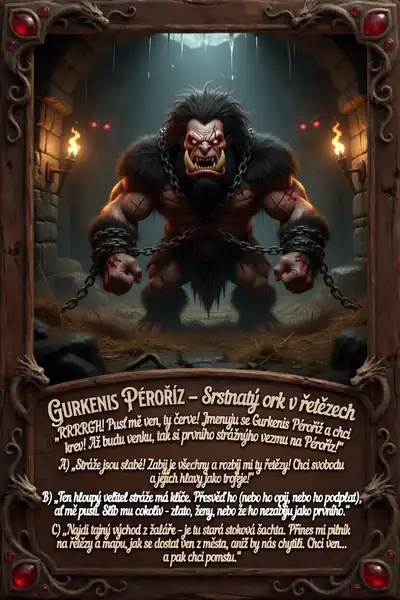 Gurkenis Péroříz – Srstnatý ork v řetězech
„RRRRGH! Pusť mě ven, ty červe! Jmenuju se Gurkenis Péroříz a chci
krev! Až budu venku, tak si prvního strážnýho vezmu na Péroříz!"
A) „Stráže jsou slabé! Zabij je všechny a rozbij mi ty řetězy! Chci svobodu
a jejich hlavy jako trofeje!"
B) „Ten hloupý velitel stráže má klíče. Přesvěď ho (nebo ho opij, nebo ho podplať),
ať mě pustí. Slib mu cokoliv – zlato, ženy, nebo že ho nezabiju jako prvního."
C) „Najdi tajný východ z žaláře – je tu stará stoková šachta. Přines mi pilník
na řetězy a mapu, jak se dostat ven z města, aniž by nás chytili. Chci ven...
a pak chci pomstu."